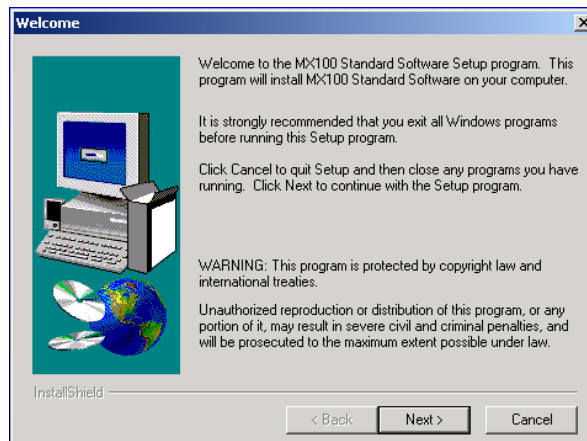 Welcome
Welcome to the MX100 Standard Software Setup program. This
program will install MX100 Standard Software on your computer.
It is strongly recommended that you exit all Windows programs
before running this Setup program.
Click Cancel to quit Setup and then close any programs you have
running. Click Next to continue with the Setup program.
WARNING: This program is protected by copyright law and
international treaties.
Unauthorized reproduction or distribution of this program, or any
portion of it, may result in severe civil and criminal penalties, and
will be prosecuted to the maximum extent possible under law.
InstallShield
< Back Next > Cancel